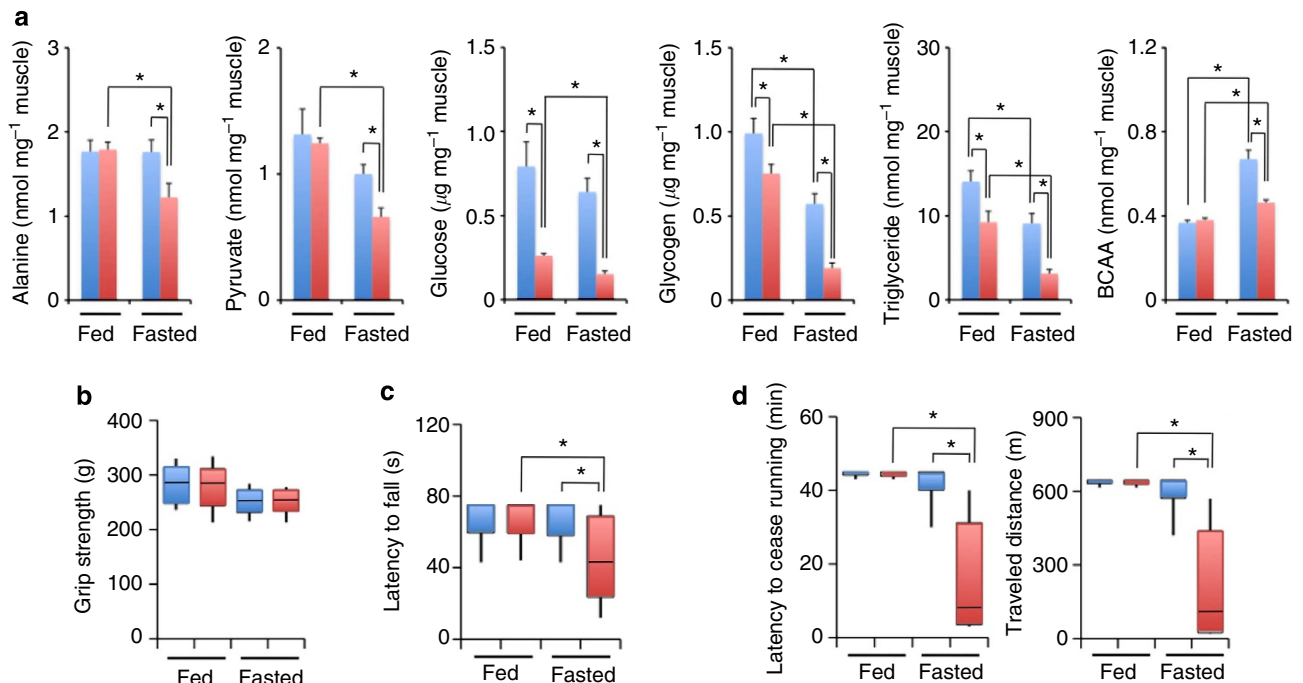 a
Alanine (nmol mg⁻¹ muscle)
3
2
1
0
*
*
Fed Fasted
Pyruvate (nmol mg⁻¹ muscle)
2
1
0
*
*
Fed Fasted
Glucose (μg mg⁻¹ muscle)
1.5
1.0
0.5
0
*
*
*
Fed Fasted
Glycogen (μg mg⁻¹ muscle)
1.5
1.0
0.5
0
*
*
*
*
Fed Fasted
Triglyceride (nmol mg⁻¹ muscle)
30
20
10
0
*
*
*
*
Fed Fasted
BCAA (nmol mg⁻¹ muscle)
1.2
0.8
0.4
0
*
*
*
Fed Fasted
b
Grip strength (g)
400
300
200
100
0
Fed Fasted
c
Latency to fall (s)
120
80
40
0
*
*
Fed Fasted
d
Latency to cease running (min)
60
40
20
0
*
*
Fed Fasted
Traveled distance (m)
900
600
300
0
*
*
Fed Fasted